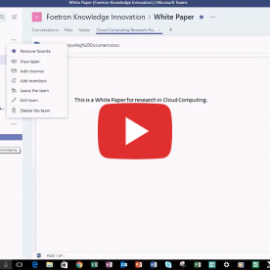 White Paper (Foetron Knowledge Innovation) | Microsoft Teams
Foetron Knowledge Innovation > White Paper
Conversations Files Notes Cloud Computing Research Pa...
Remove favorite
View team
Add channel
Add members
Leave the team
Edit team
Delete the team
mputing%20Document.docx
This is a White Paper for research in Cloud Computing.
PAGE 1 OF 1